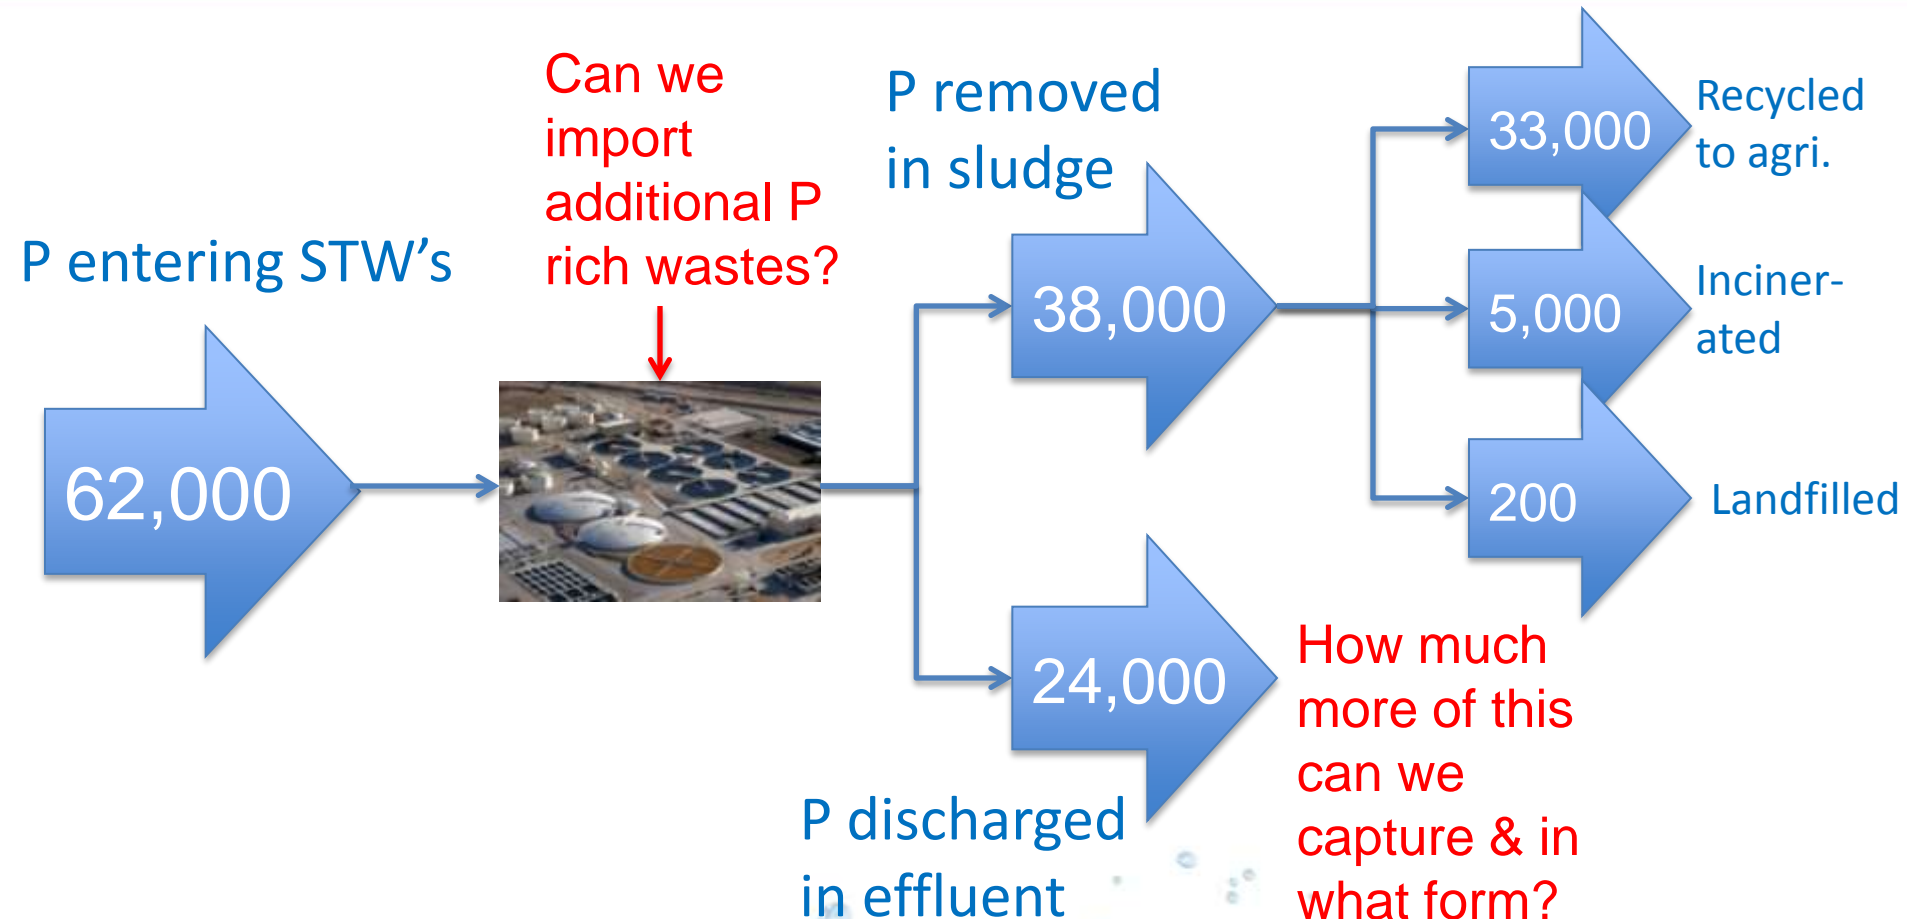 P entering STW’s
62,000
Can we
import
additional P
rich wastes?
P removed
in sludge
38,000
33,000
Recycled
to agri.
5,000
Inciner-
ated
200
Landfilled
24,000
P discharged
in effluent
How much
more of this
can we
capture & in
what form?